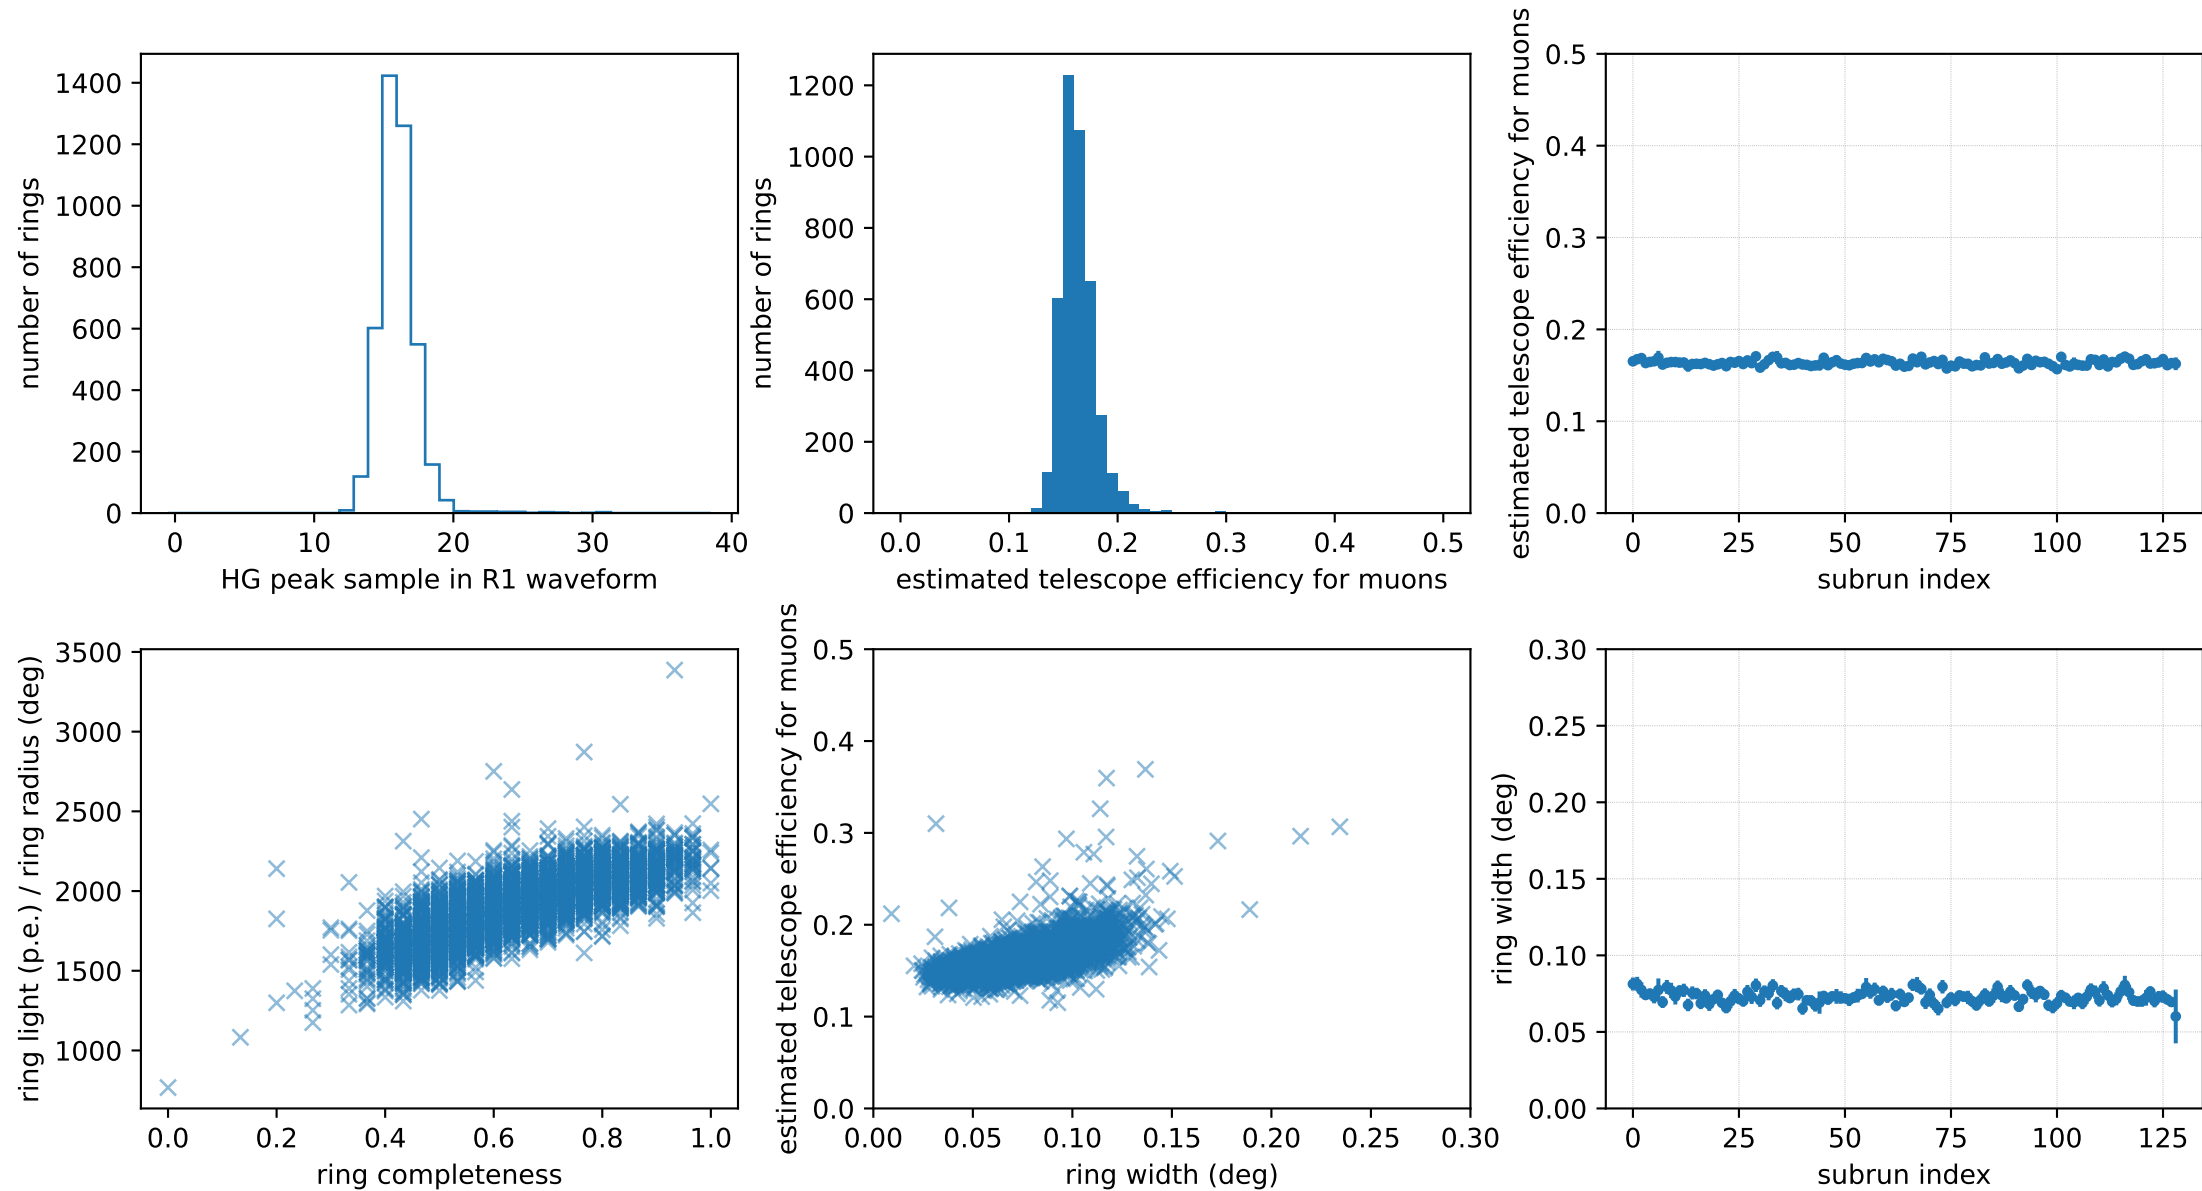 number of rings
1400
1200
1000
800
600
400
200
0
0 10 20 30 40
HG peak sample in R1 waveform
number of rings
1200
1000
800
600
400
200
0
0.0 0.1 0.2 0.3 0.4 0.5
estimated telescope efficiency for muons
estimated telescope efficiency for muons
0.5
0.4
0.3
0.2
0.1
0.0
0 25 50 75 100 125
subrun index
ring light (p.e.) / ring radius (deg)
3500
3000
2500
2000
1500
1000
0.0 0.2 0.4 0.6 0.8 1.0
ring completeness
estimated telescope efficiency for muons
0.5
0.4
0.3
0.2
0.1
0.0
0.00 0.05 0.10 0.15 0.20 0.25 0.30
ring width (deg)
ring width (deg)
0.30
0.25
0.20
0.15
0.10
0.05
0.00
0 25 50 75 100 125
subrun index